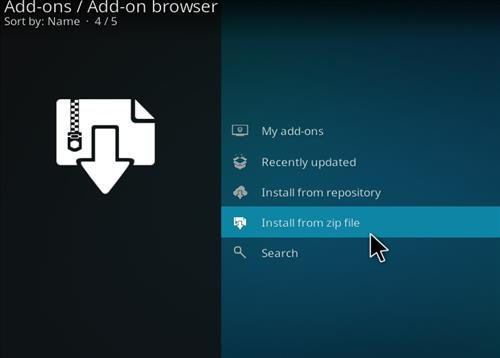 Add-ons / Add-on browser
Sort by: Name · 4 / 5
My add-ons
Recently updated
Install from repository
Install from zip file
Search